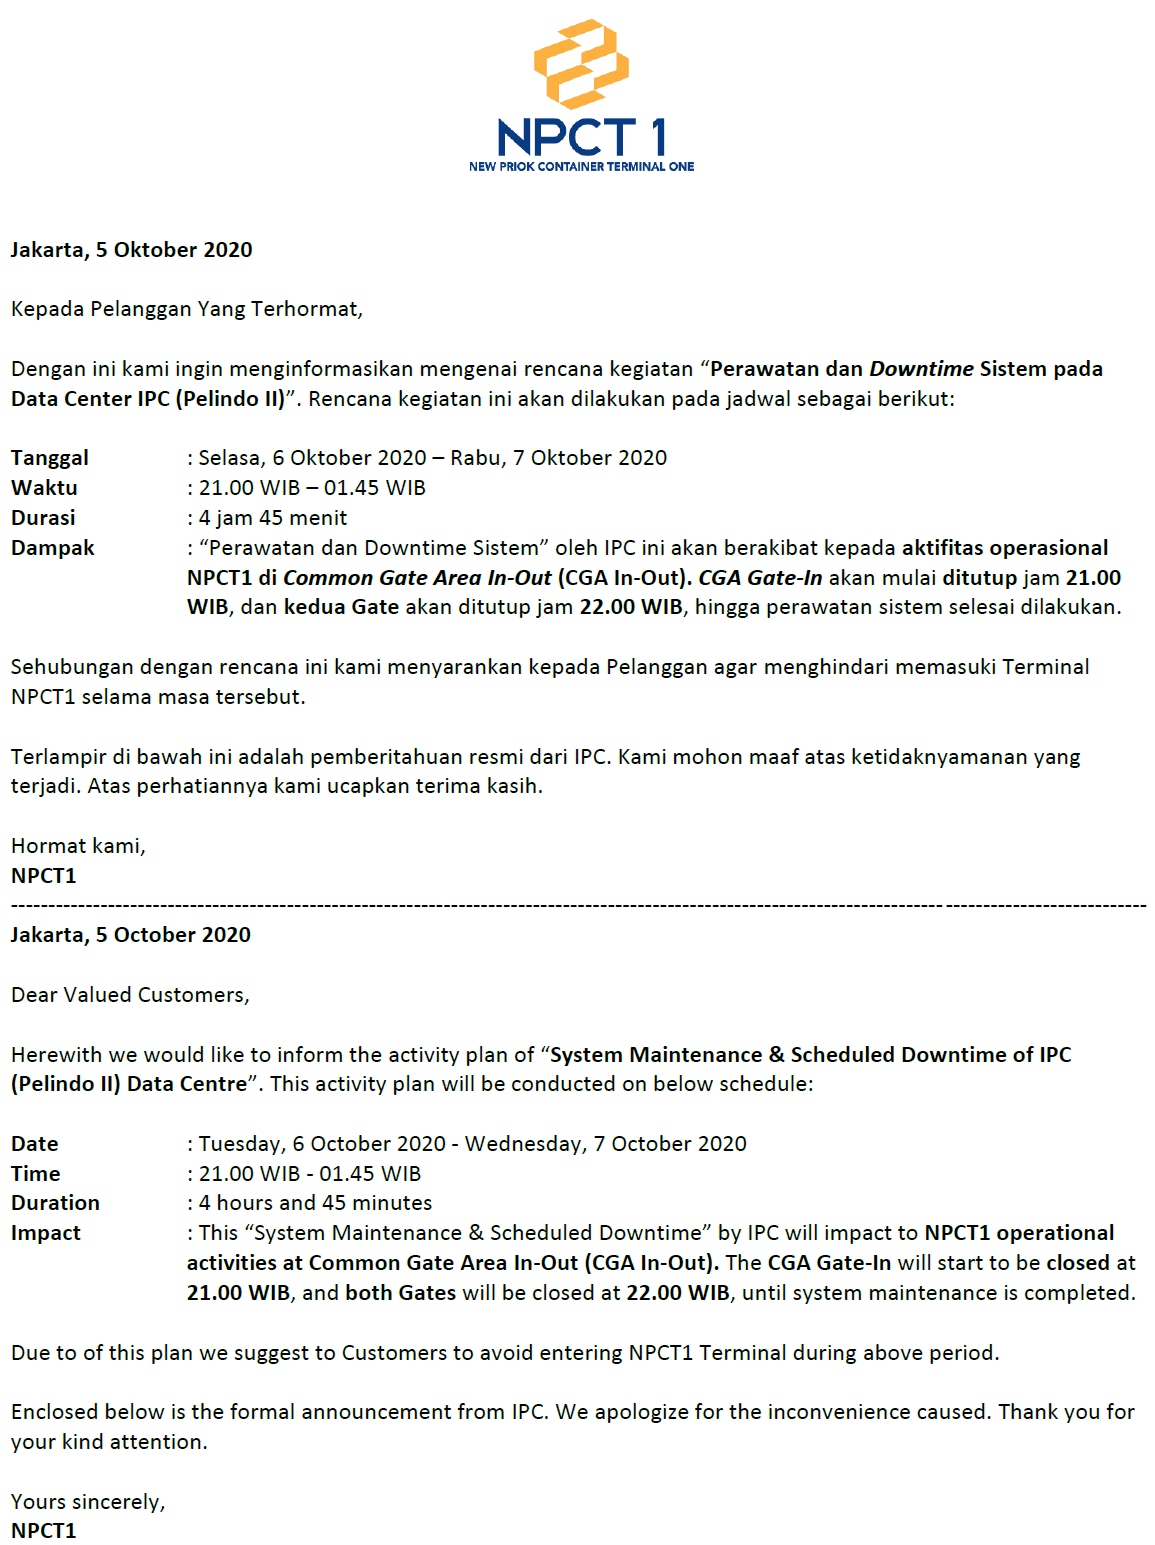 NPCT 1
NEW PRIOK CONTAINER TERMINAL ONE
Jakarta, 5 Oktober 2020
Kepada Pelanggan Yang Terhormat,
Dengan ini kami ingin menginformasikan mengenai rencana kegiatan “Perawatan dan Downtime Sistem pada
Data Center IPC (Pelindo II)”. Rencana kegiatan ini akan dilakukan pada jadwal sebagai berikut:
Tanggal : Selasa, 6 Oktober 2020 – Rabu, 7 Oktober 2020
Waktu : 21.00 WIB – 01.45 WIB
Durasi : 4 jam 45 menit
Dampak : “Perawatan dan Downtime Sistem” oleh IPC ini akan berakibat kepada aktifitas operasional
NPCT1 di Common Gate Area In-Out (CGA In-Out). CGA Gate-In akan mulai ditutup jam 21.00
WIB, dan kedua Gate akan ditutup jam 22.00 WIB, hingga perawatan sistem selesai dilakukan.
Sehubungan dengan rencana ini kami menyarankan kepada Pelanggan agar menghindari memasuki Terminal
NPCT1 selama masa tersebut.
Terlampir di bawah ini adalah pemberitahuan resmi dari IPC. Kami mohon maaf atas ketidaknyamanan yang
terjadi. Atas perhatiannya kami ucapkan terima kasih.
Hormat kami,
NPCT1
Jakarta, 5 October 2020
Dear Valued Customers,
Herewith we would like to inform the activity plan of “System Maintenance & Scheduled Downtime of IPC
(Pelindo II) Data Centre”. This activity plan will be conducted on below schedule:
Date : Tuesday, 6 October 2020 - Wednesday, 7 October 2020
Time : 21.00 WIB - 01.45 WIB
Duration : 4 hours and 45 minutes
Impact : This “System Maintenance & Scheduled Downtime” by IPC will impact to NPCT1 operational
activities at Common Gate Area In-Out (CGA In-Out). The CGA Gate-In will start to be closed at
21.00 WIB, and both Gates will be closed at 22.00 WIB, until system maintenance is completed.
Due to of this plan we suggest to Customers to avoid entering NPCT1 Terminal during above period.
Enclosed below is the formal announcement from IPC. We apologize for the inconvenience caused. Thank you for
your kind attention.
Yours sincerely,
NPCT1